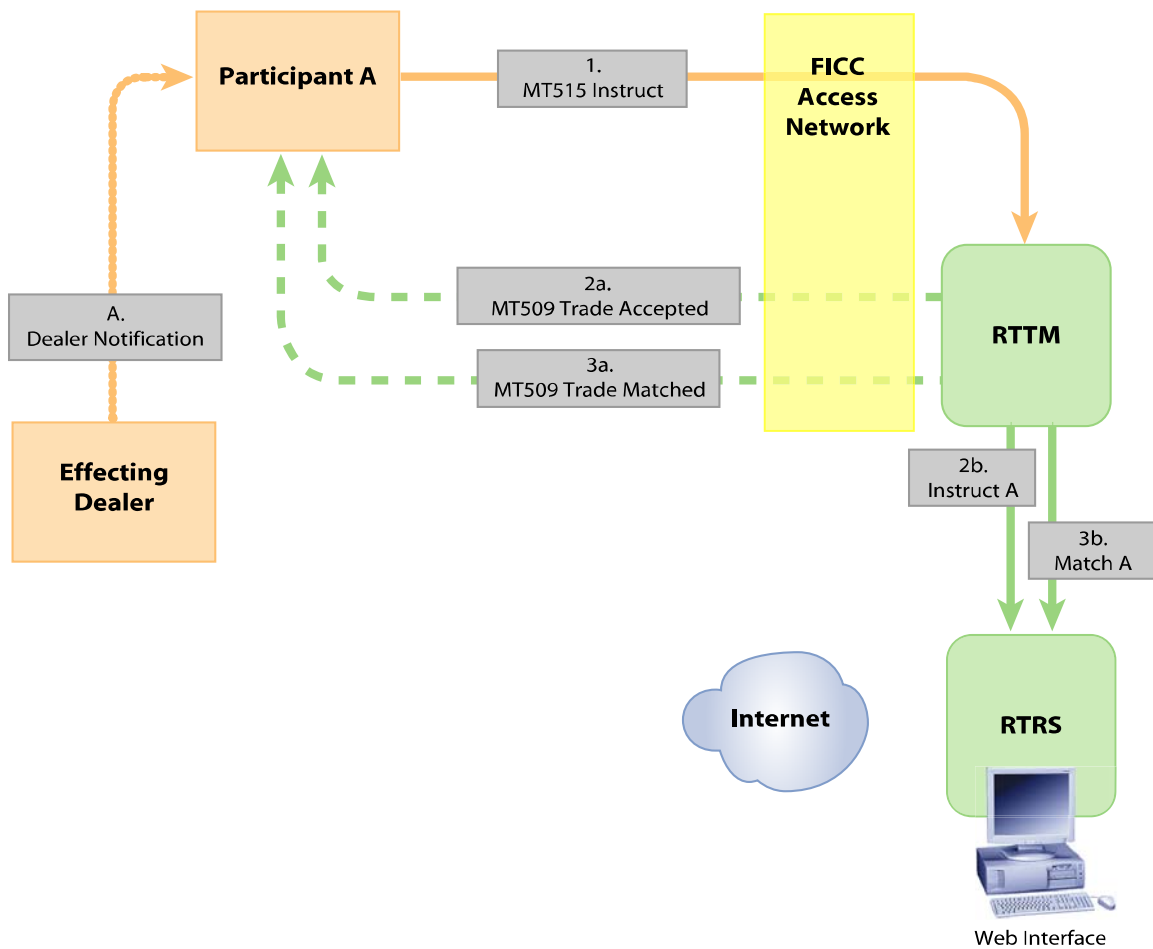 Participant A
1.
MT515 Instruct
FICC
Access
Network
A.
Dealer Notification
2a.
MT509 Trade Accepted
3a.
MT509 Trade Matched
RTTM
Effecting
Dealer
2b.
Instruct A
3b.
Match A
Internet
RTRS
Web Interface